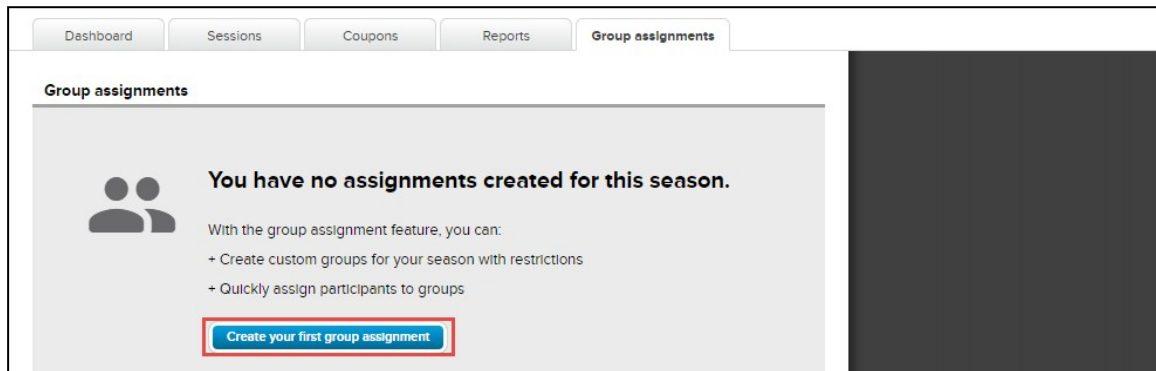 Dashboard
Sessions
Coupons
Reports
Group assignments
Group assignments
You have no assignments created for this season.
With the group assignment feature, you can:
+ Create custom groups for your season with restrictions
+ Quickly assign participants to groups
Create your first group assignment